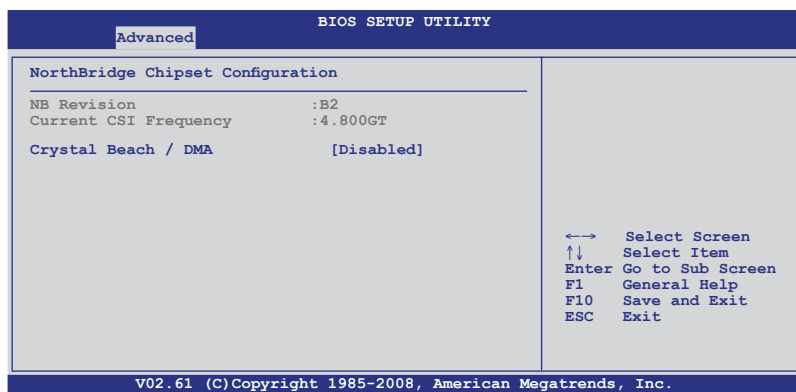 BIOS SETUP UTILITY
Advanced
NorthBridge Chipset Configuration
NB Revision :B2
Current CSI Frequency :4.800GT
Crystal Beach / DMA [Disabled]
←→ Select Screen
↑↓ Select Item
Enter Go to Sub Screen
F1 General Help
F10 Save and Exit
ESC Exit
V02.61 (C)Copyright 1985-2008, American Megatrends, Inc.